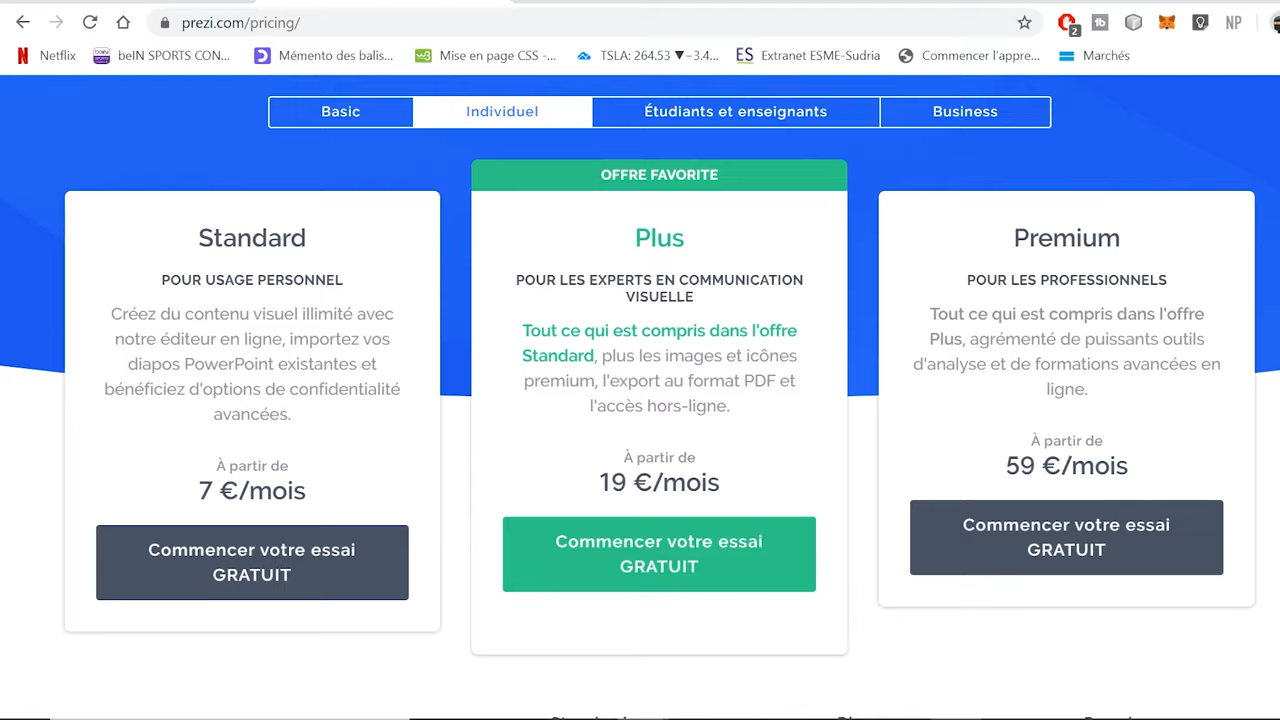 prezi.com/pricing/
2
NP
Netflix
beIN SPORTS CON...
Mémento des balis...
Mise en page CSS -...
TSLA: 264.53 ▼−3.4...
ES
Extranet ESME-Sudria
Commencer l'appre...
Marchés
Basic
Individuel
Étudiants et enseignants
Business
Standard
POUR USAGE PERSONNEL
Créez du contenu visuel illimité avec
notre éditeur en ligne, importez vos
diapos PowerPoint existantes et
bénéficiez d'options de confidentialité
avancées.
À partir de
7 €/mois
Commencer votre essai
GRATUIT
OFFRE FAVORITE
Plus
POUR LES EXPERTS EN COMMUNICATION
VISUELLE
Tout ce qui est compris dans l'offre
Standard, plus les images et icônes
premium, l'export au format PDF et
l'accès hors-ligne.
À partir de
19 €/mois
Commencer votre essai
GRATUIT
Premium
POUR LES PROFESSIONNELS
Tout ce qui est compris dans l'offre
Plus, agrémenté de puissants outils
d'analyse et de formations avancées en
ligne.
À partir de
59 €/mois
Commencer votre essai
GRATUIT